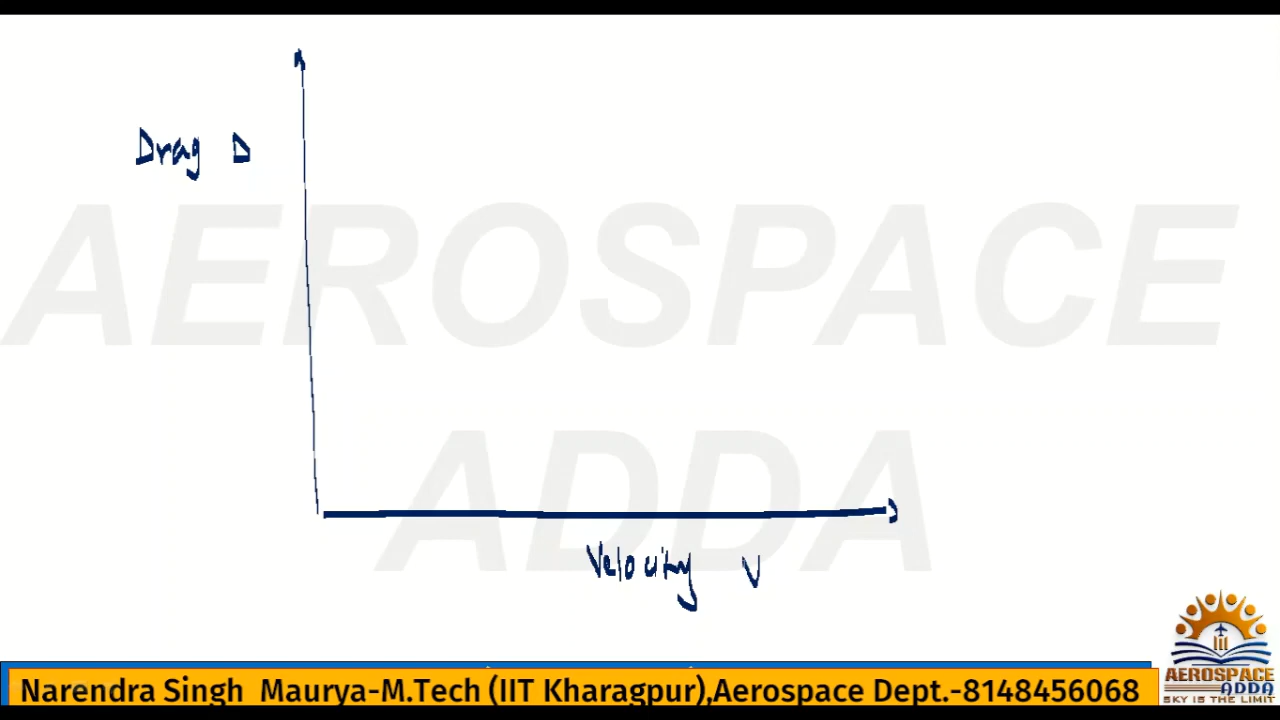 Drag D
AEROSPACE
ADDA
Velocity V
Narendra Singh Maurya-M.Tech (IIT Kharagpur),Aerospace Dept.-8148456068
AEROSPACE
ADDA
SKY IS THE LIMIT